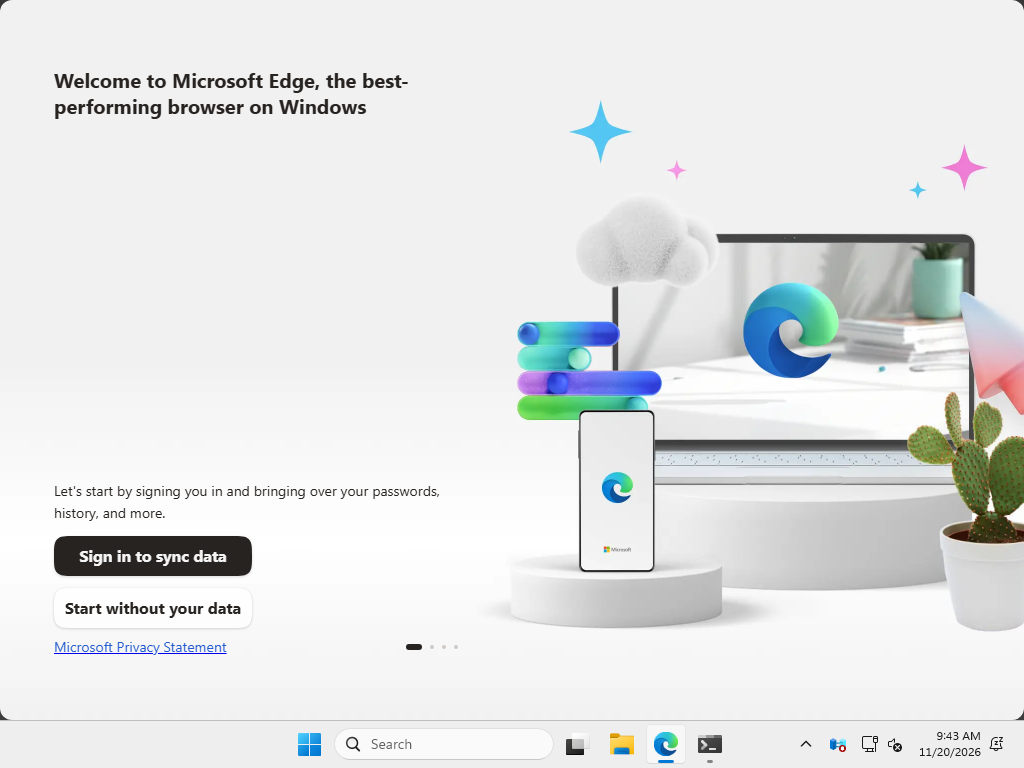 Welcome to Microsoft Edge, the best-
performing browser on Windows
Let's start by signing you in and bringing over your passwords,
history, and more.
Sign in to sync data
Start without your data
Microsoft Privacy Statement
Microsoft
Search
9:43 AM
11/20/2026